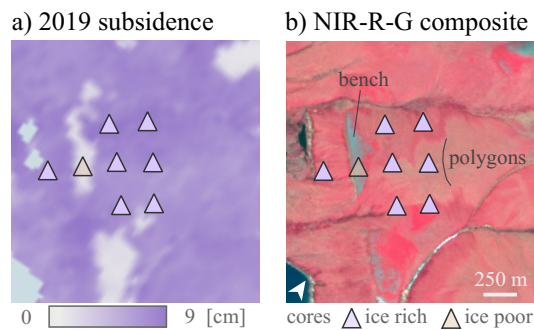 a) 2019 subsidence
b) NIR-R-G composite
bench
polygons
250 m
0
9 [cm]
cores
ice rich
ice poor